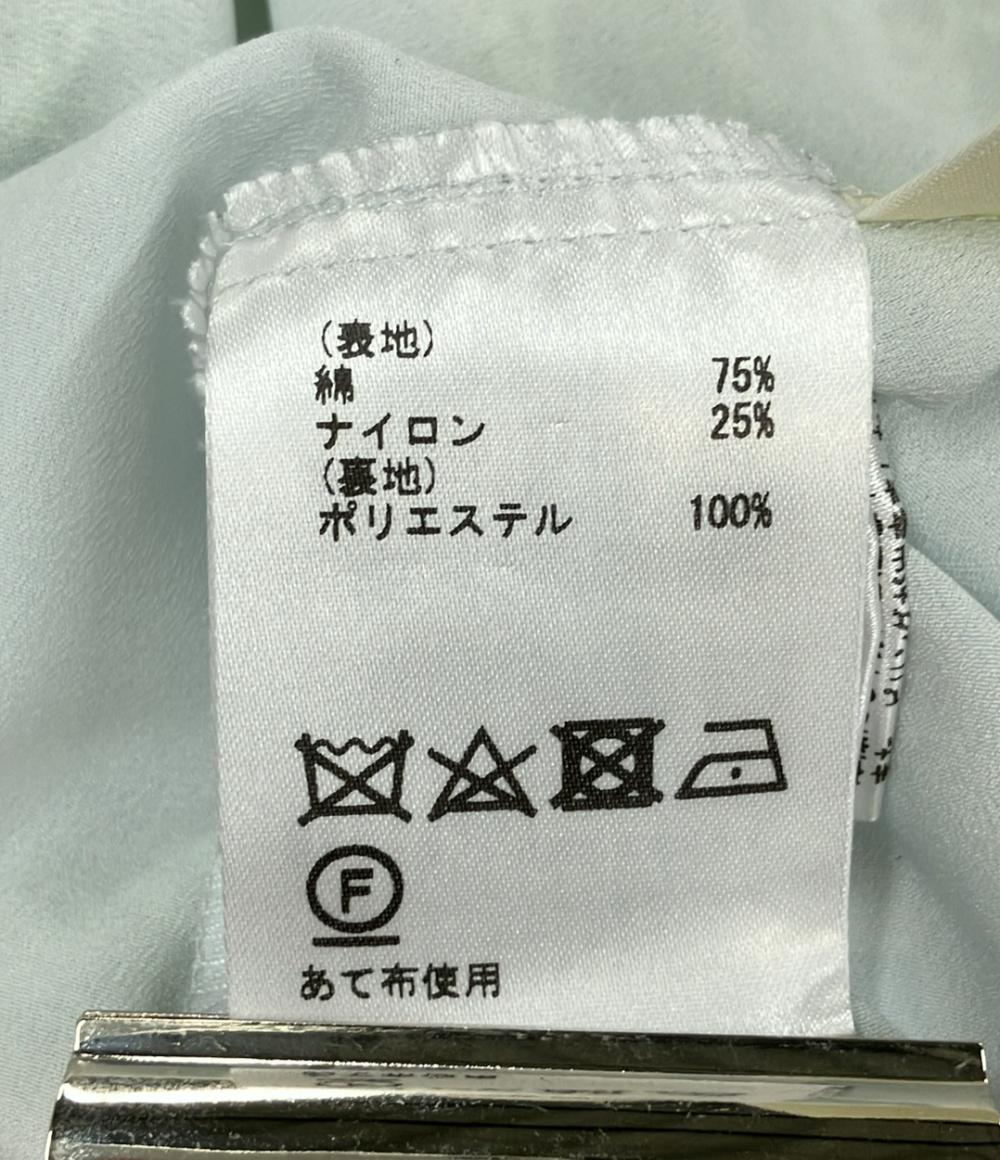 (表地)
綿 75%
ナイロン 25%
(裏地)
ポリエステル 100%
F
あて布使用